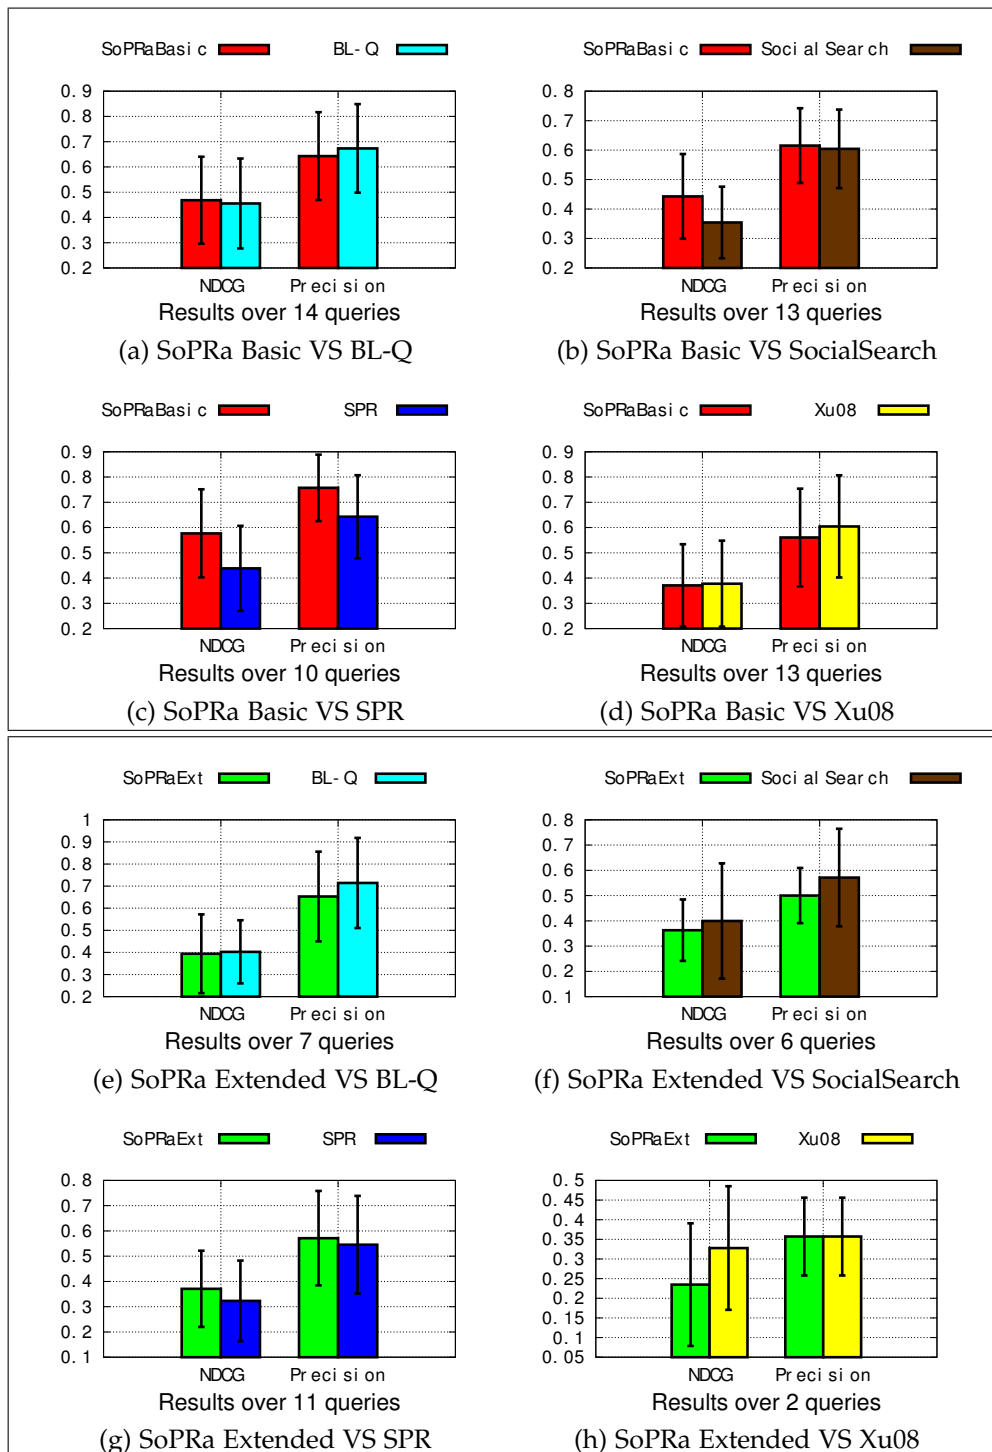 SoPRaBasic BL-Q
0.9
0.8
0.7
0.6
0.5
0.4
0.3
0.2
NDCG Precision
Results over 14 queries
(a) SoPRa Basic VS BL-Q
SoPRaBasic SocialSearch
0.8
0.7
0.6
0.5
0.4
0.3
0.2
NDCG Precision
Results over 13 queries
(b) SoPRa Basic VS SocialSearch
SoPRaBasic SPR
0.9
0.8
0.7
0.6
0.5
0.4
0.3
0.2
NDCG Precision
Results over 10 queries
(c) SoPRa Basic VS SPR
SoPRaBasic Xu08
0.9
0.8
0.7
0.6
0.5
0.4
0.3
0.2
NDCG Precision
Results over 13 queries
(d) SoPRa Basic VS Xu08
SoPRaExt BL-Q
1
0.9
0.8
0.7
0.6
0.5
0.4
0.3
0.2
NDCG Precision
Results over 7 queries
(e) SoPRa Extended VS BL-Q
SoPRaExt SocialSearch
0.8
0.7
0.6
0.5
0.4
0.3
0.2
0.1
NDCG Precision
Results over 6 queries
(f) SoPRa Extended VS SocialSearch
SoPRaExt SPR
0.8
0.7
0.6
0.5
0.4
0.3
0.2
0.1
NDCG Precision
Results over 11 queries
(g) SoPRa Extended VS SPR
SoPRaExt Xu08
0.5
0.45
0.4
0.35
0.3
0.25
0.2
0.15
0.1
0.05
NDCG Precision
Results over 2 queries
(h) SoPRa Extended VS Xu08